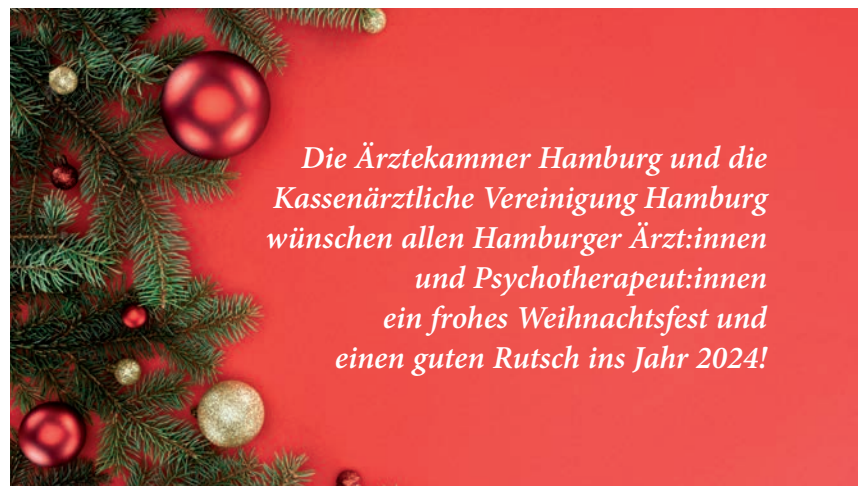 Die Ärztekammer Hamburg und die
Kassenärztliche Vereinigung Hamburg
wünschen allen Hamburger Ärzt:innen
und Psychotherapeut:innen
ein frohes Weihnachtsfest und
einen guten Rutsch ins Jahr 2024!